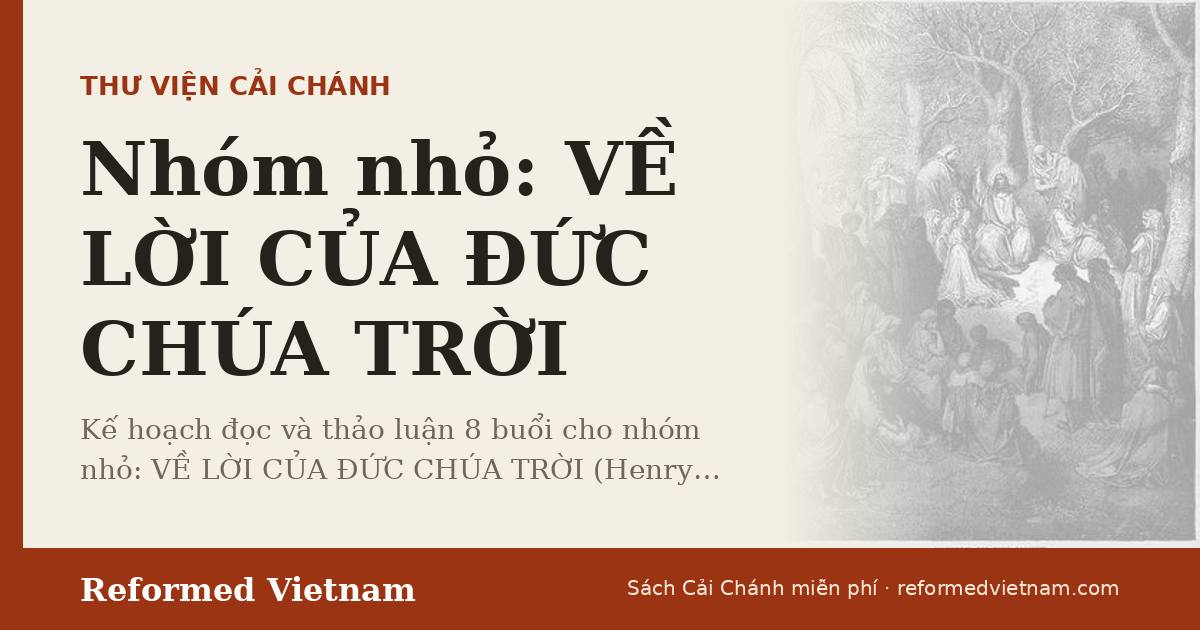 THƯ VIỆN CẢI CHÁNH
Nhóm nhỏ: VỀ
LỜI CỦA ĐỨC
CHÚA TRỜI
Kế hoạch đọc và thảo luận 8 buổi cho nhóm
nhỏ: VỀ LỜI CỦA ĐỨC CHÚA TRỜI (Henry…
Reformed Vietnam
Sách Cải Chánh miễn phí · reformedvietnam.com